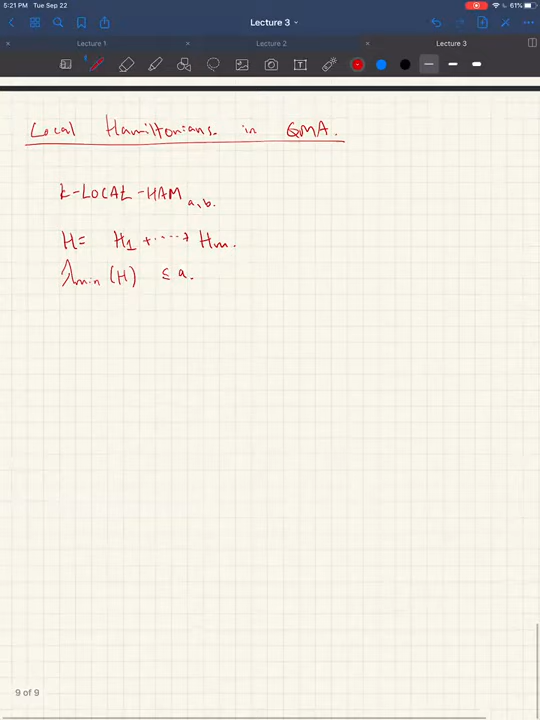 5:21 PM Tue Sep 22
61%
Lecture 3
Lecture 1
Lecture 2
Lecture 3
Local Hamiltonians. in QMA.
k-LOCAL-HAM a,b.
H= H1 +....+ Hm.
λmin (H) ≤ a.
9 of 9